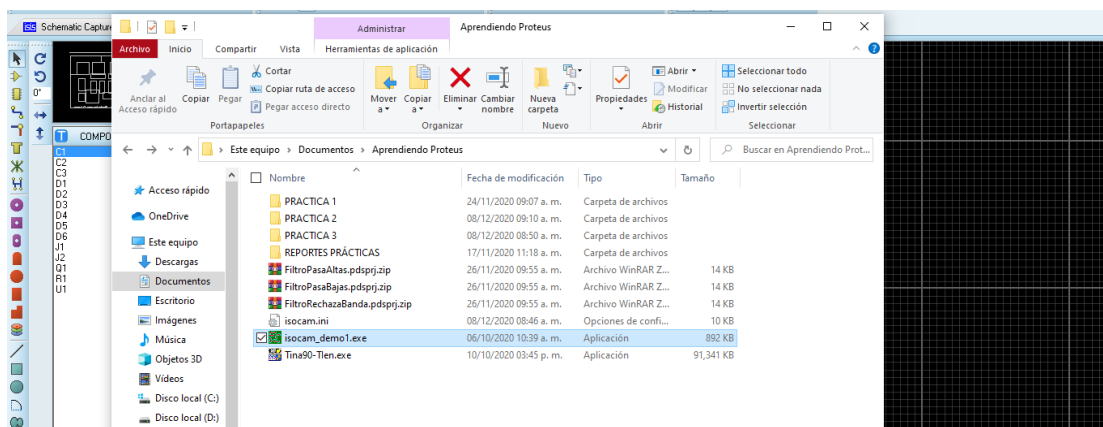 isis Schematic Capture
Administrar
Aprendiendo Proteus
Archivo Inicio Compartir Vista Herramientas de aplicación
Anclar al Acceso rápido
Copiar
Pegar
Cortar
Copiar ruta de acceso
Pegar acceso directo
Mover a
Copiar a
Eliminar
Cambiar nombre
Nueva carpeta
Propiedades
Abrir
Modificar
Historial
Seleccionar todo
No seleccionar nada
Invertir selección
Portapapeles Organizar Nuevo Abrir Seleccionar
0°
Este equipo > Documentos > Aprendiendo Proteus
Buscar en Aprendiendo Prot...
T COMPO
C1
C2
C3
D1
D2
D3
D4
D5
D6
J1
J2
Q1
R1
U1
Acceso rápido
OneDrive
Este equipo
Descargas
Documentos
Escritorio
Imágenes
Música
Objetos 3D
Vídeos
Disco local (C:)
Disco local (D:)
Nombre Fecha de modificación Tipo Tamaño
PRACTICA 1 24/11/2020 09:07 a. m. Carpeta de archivos
PRACTICA 2 08/12/2020 09:10 a. m. Carpeta de archivos
PRACTICA 3 08/12/2020 08:50 a. m. Carpeta de archivos
REPORTES PRÁCTICAS 17/11/2020 11:18 a. m. Carpeta de archivos
FiltroPasaAltas.pdsprj.zip 26/11/2020 09:55 a. m. Archivo WinRAR Z... 14 KB
FiltroPasaBajas.pdsprj.zip 26/11/2020 09:55 a. m. Archivo WinRAR Z... 14 KB
FiltroRechazaBanda.pdsprj.zip 26/11/2020 09:55 a. m. Archivo WinRAR Z... 14 KB
isocam.ini 08/12/2020 08:46 a. m. Opciones de confi... 10 KB
isocam_demo1.exe 06/10/2020 10:39 a. m. Aplicación 892 KB
Tina90-TIen.exe 10/10/2020 03:45 p. m. Aplicación 91,341 KB